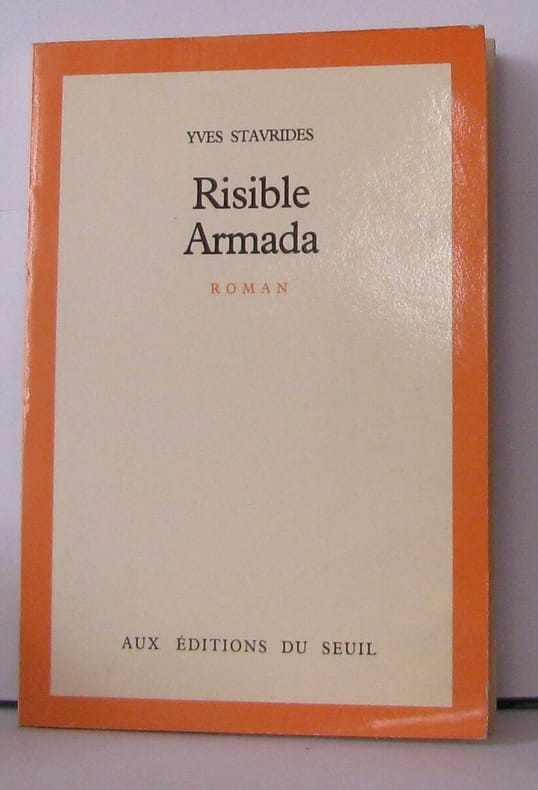 YVES STAVRIDES
Risible
Armada
ROMAN
AUX ÉDITIONS DU SEUIL